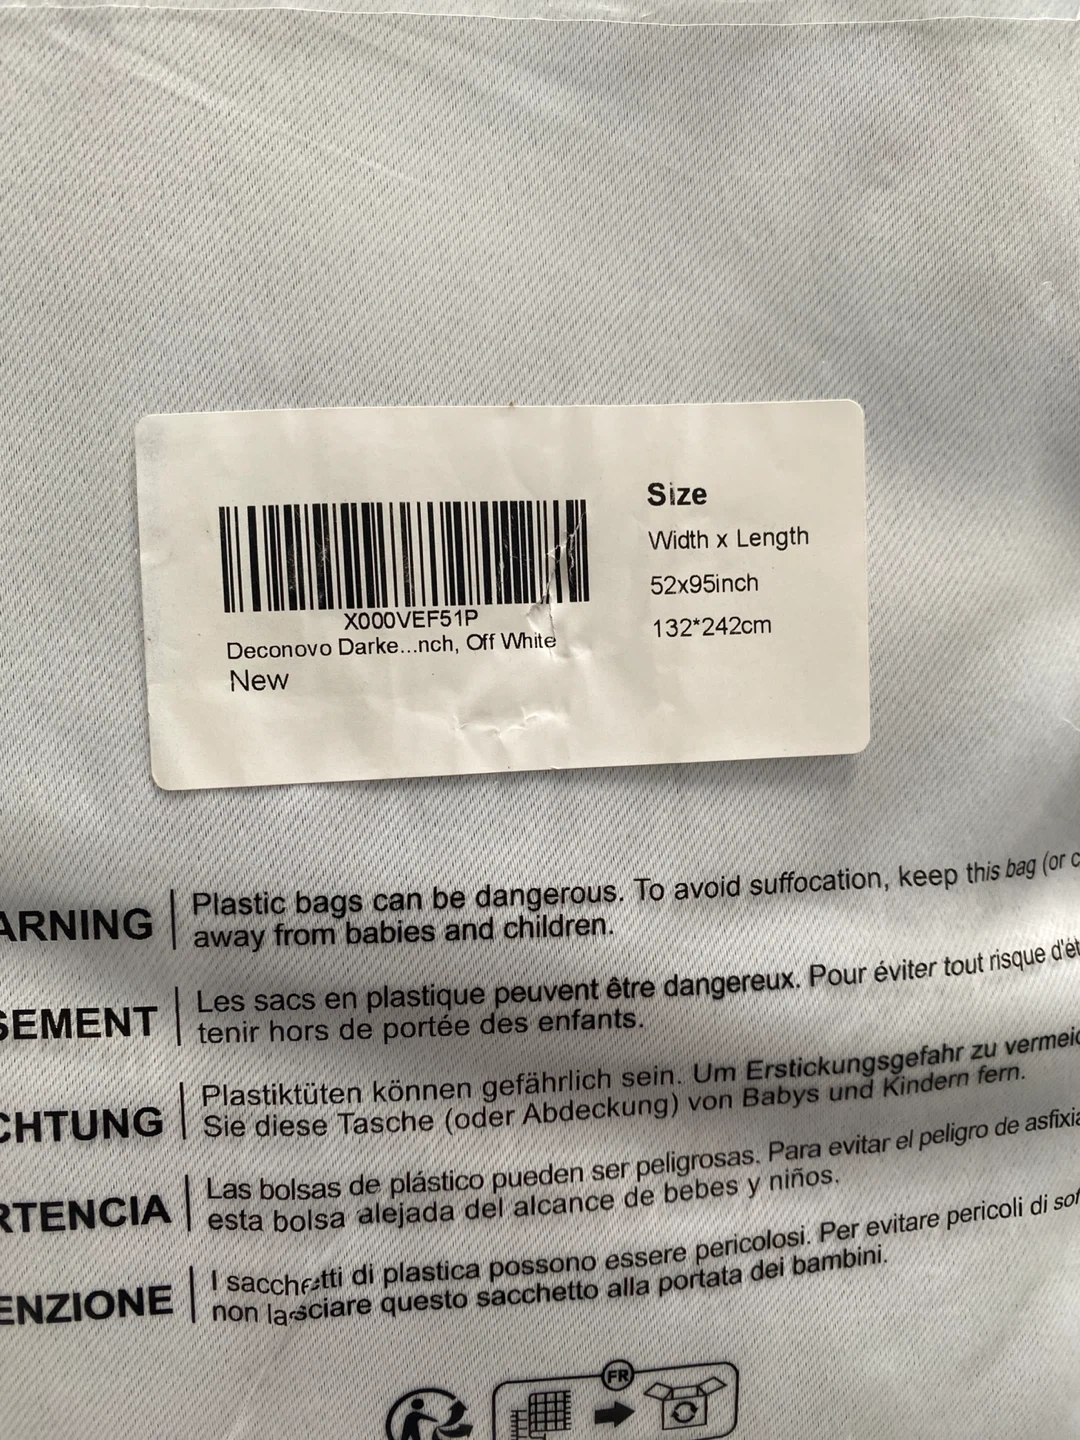 Size
Width x Length
52x95inch
132*242cm
X000VEF51P
Deconovo Darke...nch, Off White
New
ARNING
Plastic bags can be dangerous. To avoid suffocation, keep this bag (or c
away from babies and children.
SEMENT
Les sacs en plastique peuvent être dangereux. Pour éviter tout risque d'ét
tenir hors de portée des enfants.
CHTUNG
Plastiktüten können gefährlich sein. Um Erstickungsgefahr zu vermeid
Sie diese Tasche (oder Abdeckung) von Babys und Kindern fern.
RTENCIA
Las bolsas de plástico pueden ser peligrosas. Para evitar el peligro de asfixia
esta bolsa alejada del alcance de bebes y niños.
ENZIONE
I sacchetti di plastica possono essere pericolosi. Per evitare pericoli di sof
non lasciare questo sacchetto alla portata dei bambini.
FR